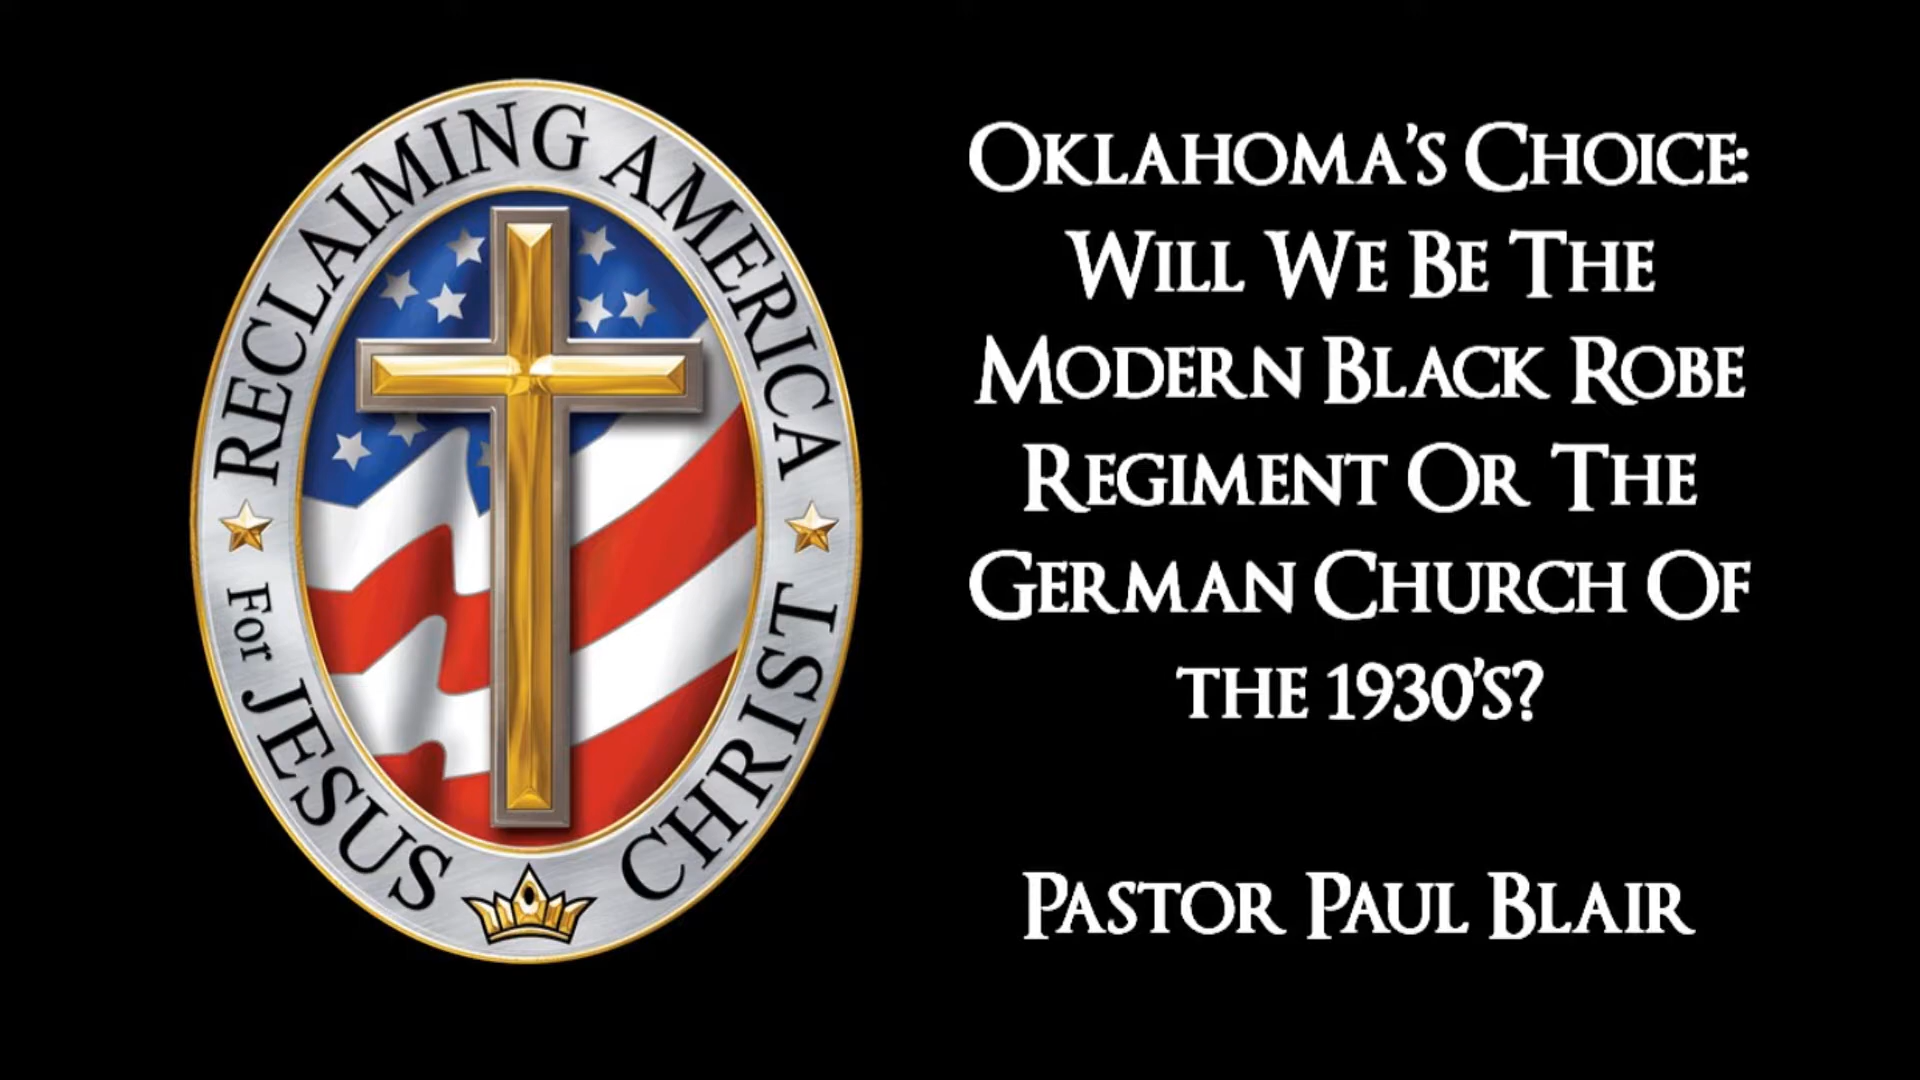 RECLAIMING AMERICA
For JESUS CHRIST
OKLAHOMA'S CHOICE:
WILL WE BE THE
MODERN BLACK ROBE
REGIMENT OR THE
GERMAN CHURCH OF
THE 1930'S?
PASTOR PAUL BLAIR